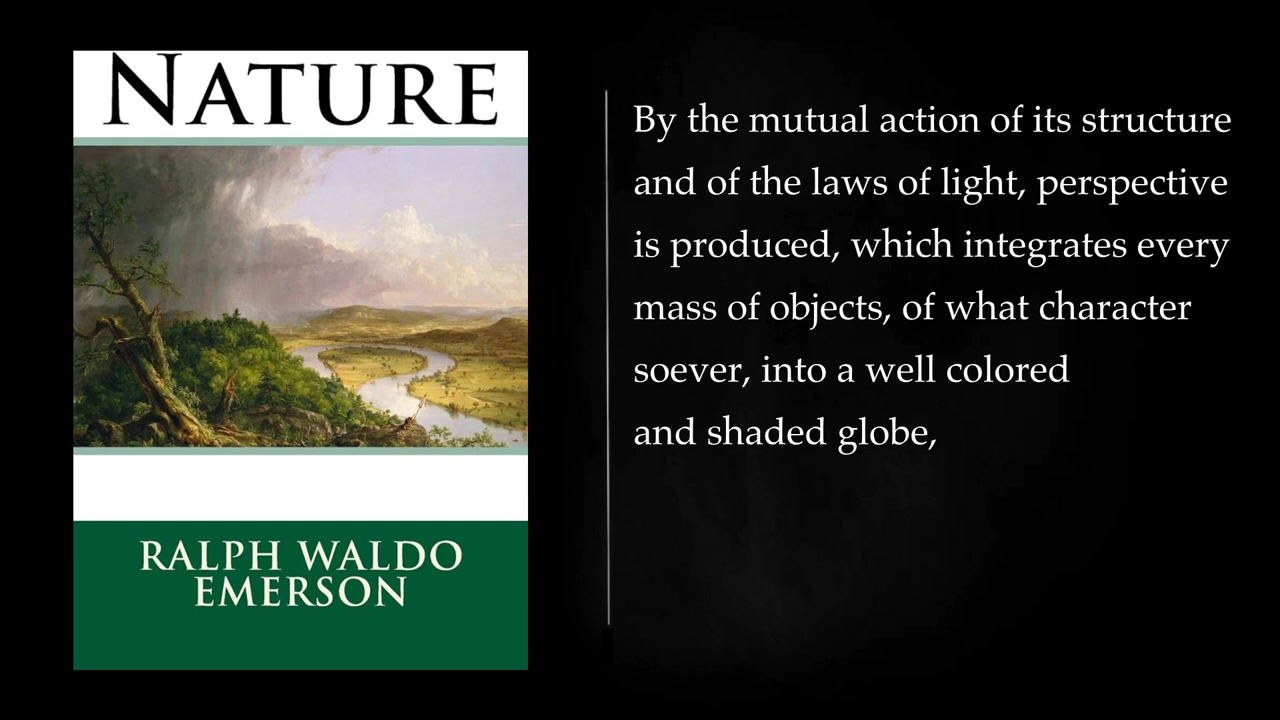 NATURE
RALPH WALDO
EMERSON
By the mutual action of its structure
and of the laws of light, perspective
is produced, which integrates every
mass of objects, of what character
soever, into a well colored
and shaded globe,